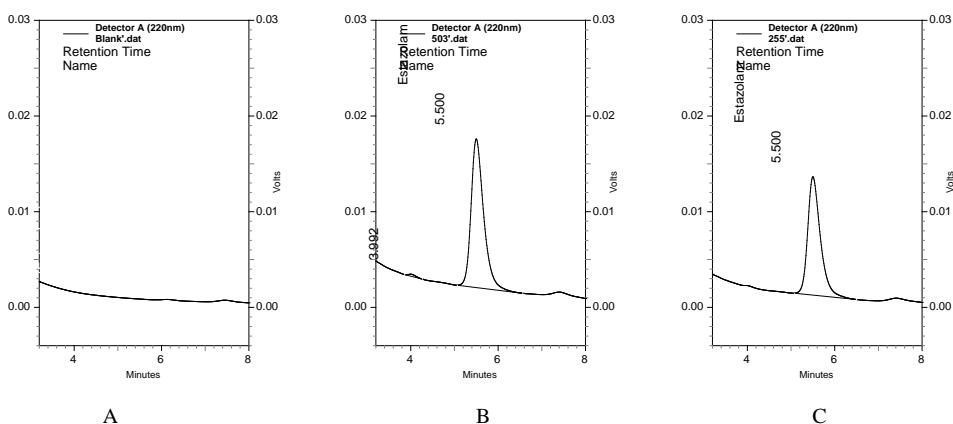 0.03
Detector A (220nm)
Blank'.dat
Retention Time
Name
0.03
0.02
0.02
0.01
0.01
Volts
0.00
0.00
4
6
8
Minutes
A
0.03
Detector A (220nm)
503'.dat
Retention Time
Name
Estazolam
0.03
0.02
5.500
0.02
0.01
0.01
Volts
3.992
0.00
0.00
4
6
8
Minutes
B
0.03
Detector A (220nm)
255'.dat
Retention Time
Name
Estazolam
0.03
0.02
0.02
5.500
0.01
0.01
Volts
0.00
0.00
4
6
8
Minutes
C